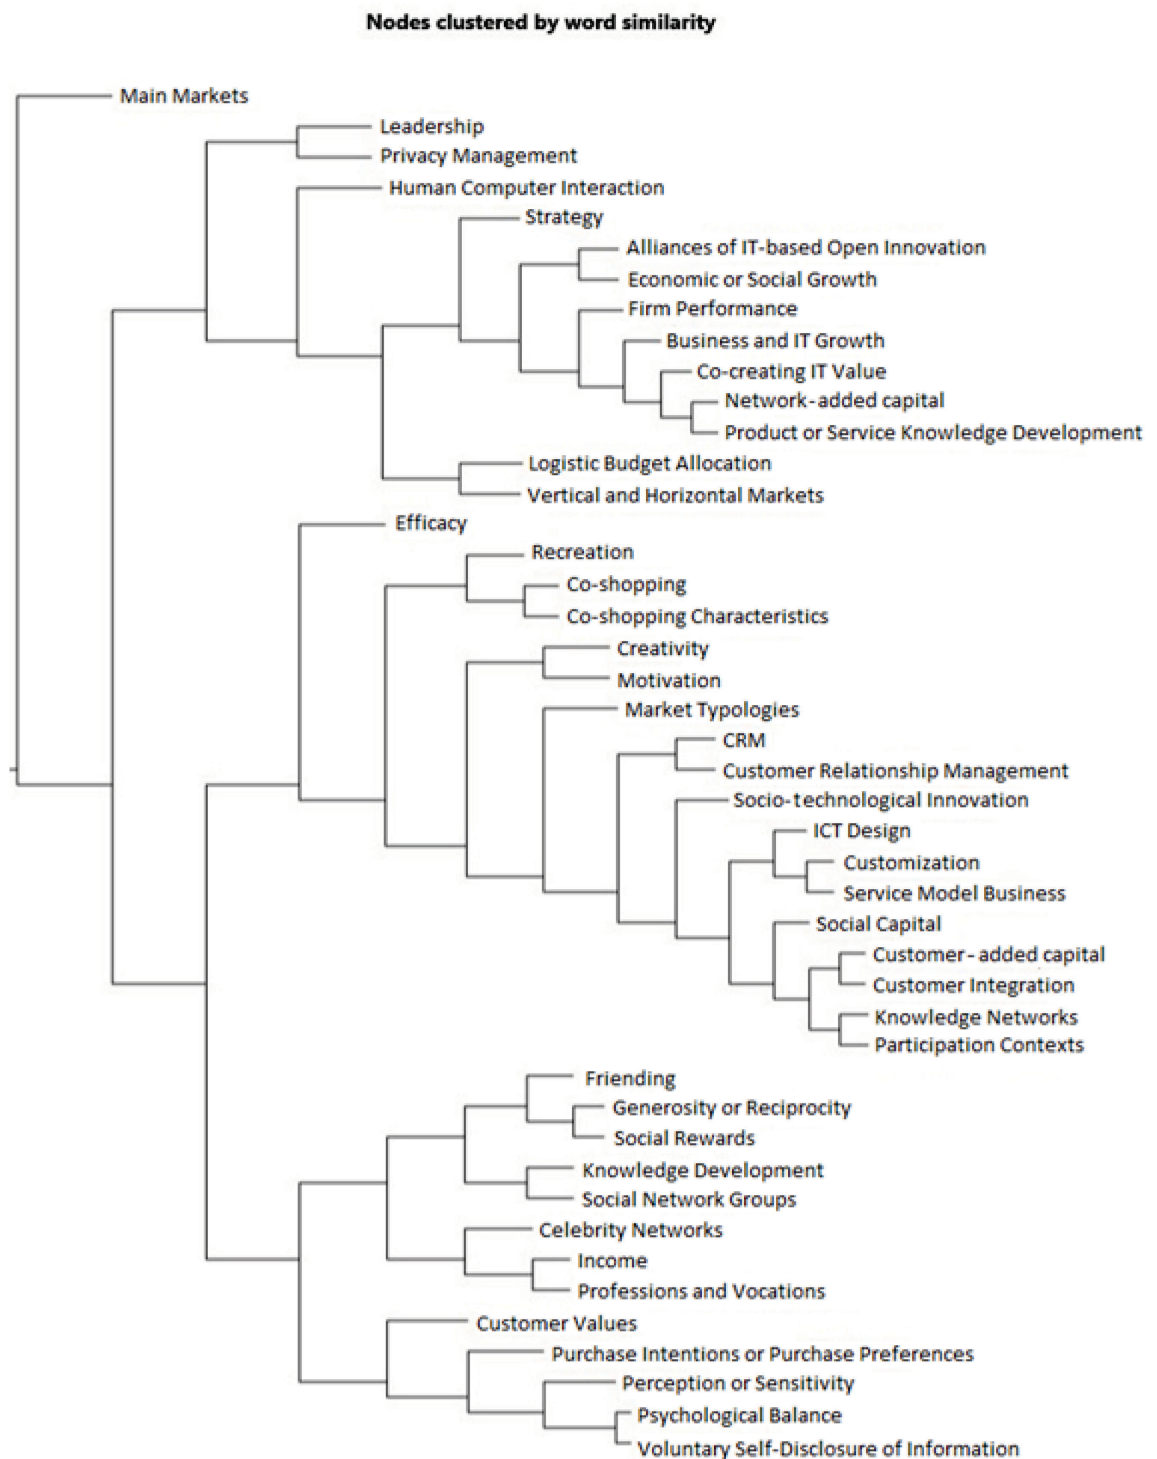 Nodes clustered by word similarity
Main Markets
Leadership
Privacy Management
Human Computer Interaction
Strategy
Alliances of IT-based Open Innovation
Economic or Social Growth
Firm Performance
Business and IT Growth
Co-creating IT Value
Network-added capital
Product or Service Knowledge Development
Logistic Budget Allocation
Vertical and Horizontal Markets
Efficacy
Recreation
Co-shopping
Co-shopping Characteristics
Creativity
Motivation
Market Typologies
CRM
Customer Relationship Management
Socio-technological Innovation
ICT Design
Customization
Service Model Business
Social Capital
Customer-added capital
Customer Integration
Knowledge Networks
Participation Contexts
Friending
Generosity or Reciprocity
Social Rewards
Knowledge Development
Social Network Groups
Celebrity Networks
Income
Professions and Vocations
Customer Values
Purchase Intentions or Purchase Preferences
Perception or Sensitivity
Psychological Balance
Voluntary Self-Disclosure of Information